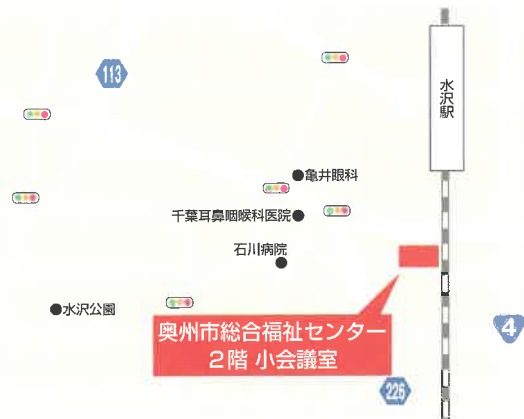 113
水沢駅
亀井眼科
千葉耳鼻咽喉科医院
石川病院
水沢公園
奥州市総合福祉センター
2階 小会議室
4
226